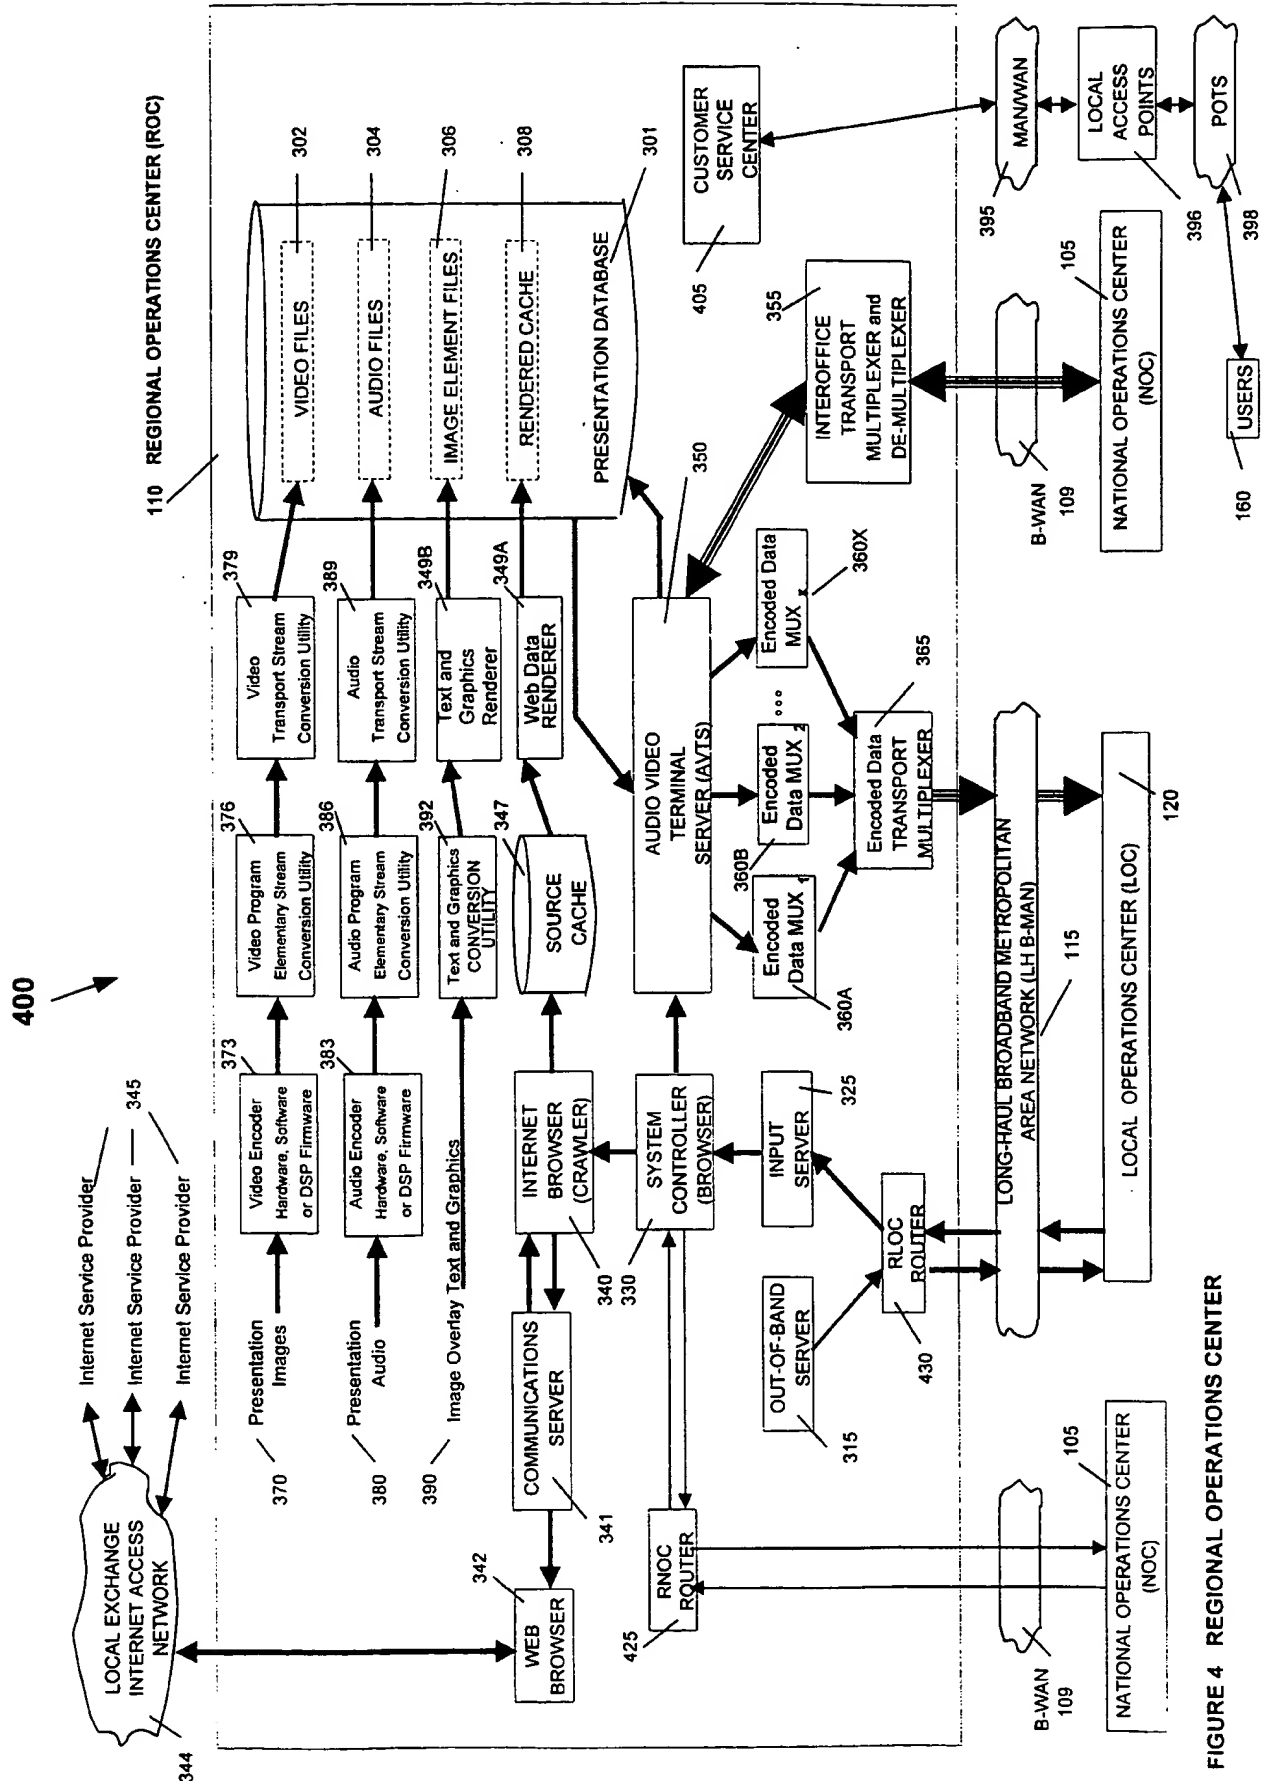 400
344
LOCAL EXCHANGE
INTERNET ACCESS
NETWORK
Internet Service Provider
Internet Service Provider
Internet Service Provider
345
110 REGIONAL OPERATIONS CENTER (ROC)
370
Presentation
Images
373
Video Encoder
Hardware, Software
or DSP Firmware
376
Video Program
Elementary Stream
Conversion Utility
379
Video
Transport Stream
Conversion Utility
VIDEO FILES
302
380
Presentation
Audio
383
Audio Encoder
Hardware, Software
or DSP Firmware
386
Audio Program
Elementary Stream
Conversion Utility
389
Audio
Transport Stream
Conversion Utility
AUDIO FILES
304
390
Image Overlay Text and Graphics
392
Text and Graphics
CONVERSION
UTILITY
349B
Text and
Graphics
Renderer
IMAGE ELEMENT FILES
306
342
WEB
BROWSER
341
COMMUNICATIONS
SERVER
340
INTERNET
BROWSER
(CRAWLER)
347
SOURCE
CACHE
349A
Web Data
RENDERER
RENDERED CACHE
308
PRESENTATION DATABASE
301
425
RNOC
ROUTER
330
SYSTEM
CONTROLLER
(BROWSER)
AUDIO VIDEO
TERMINAL
SERVER (AVTS)
350
405
CUSTOMER
SERVICE
CENTER
315
OUT-OF-BAND
SERVER
INPUT
SERVER
325
360A
Encoded
Data MUX 1
360B
Encoded
Data MUX 2
...
Encoded Data
MUX x
360X
355
INTEROFFICE
TRANSPORT
MULTIPLEXER and
DE-MULTIPLEXER
430
RLOC
ROUTER
Encoded Data
TRANSPORT
MULTIPLEXER
365
B-WAN
109
LONG-HAUL BROADBAND METROPOLITAN
AREA NETWORK (LH B-MAN)
115
B-WAN
109
395
MAN/WAN
NATIONAL OPERATIONS CENTER
(NOC)
105
LOCAL OPERATIONS CENTER (LOC)
120
NATIONAL OPERATIONS CENTER
(NOC)
105
396
LOCAL
ACCESS
POINTS
398
POTS
160
USERS
FIGURE 4 REGIONAL OPERATIONS CENTER